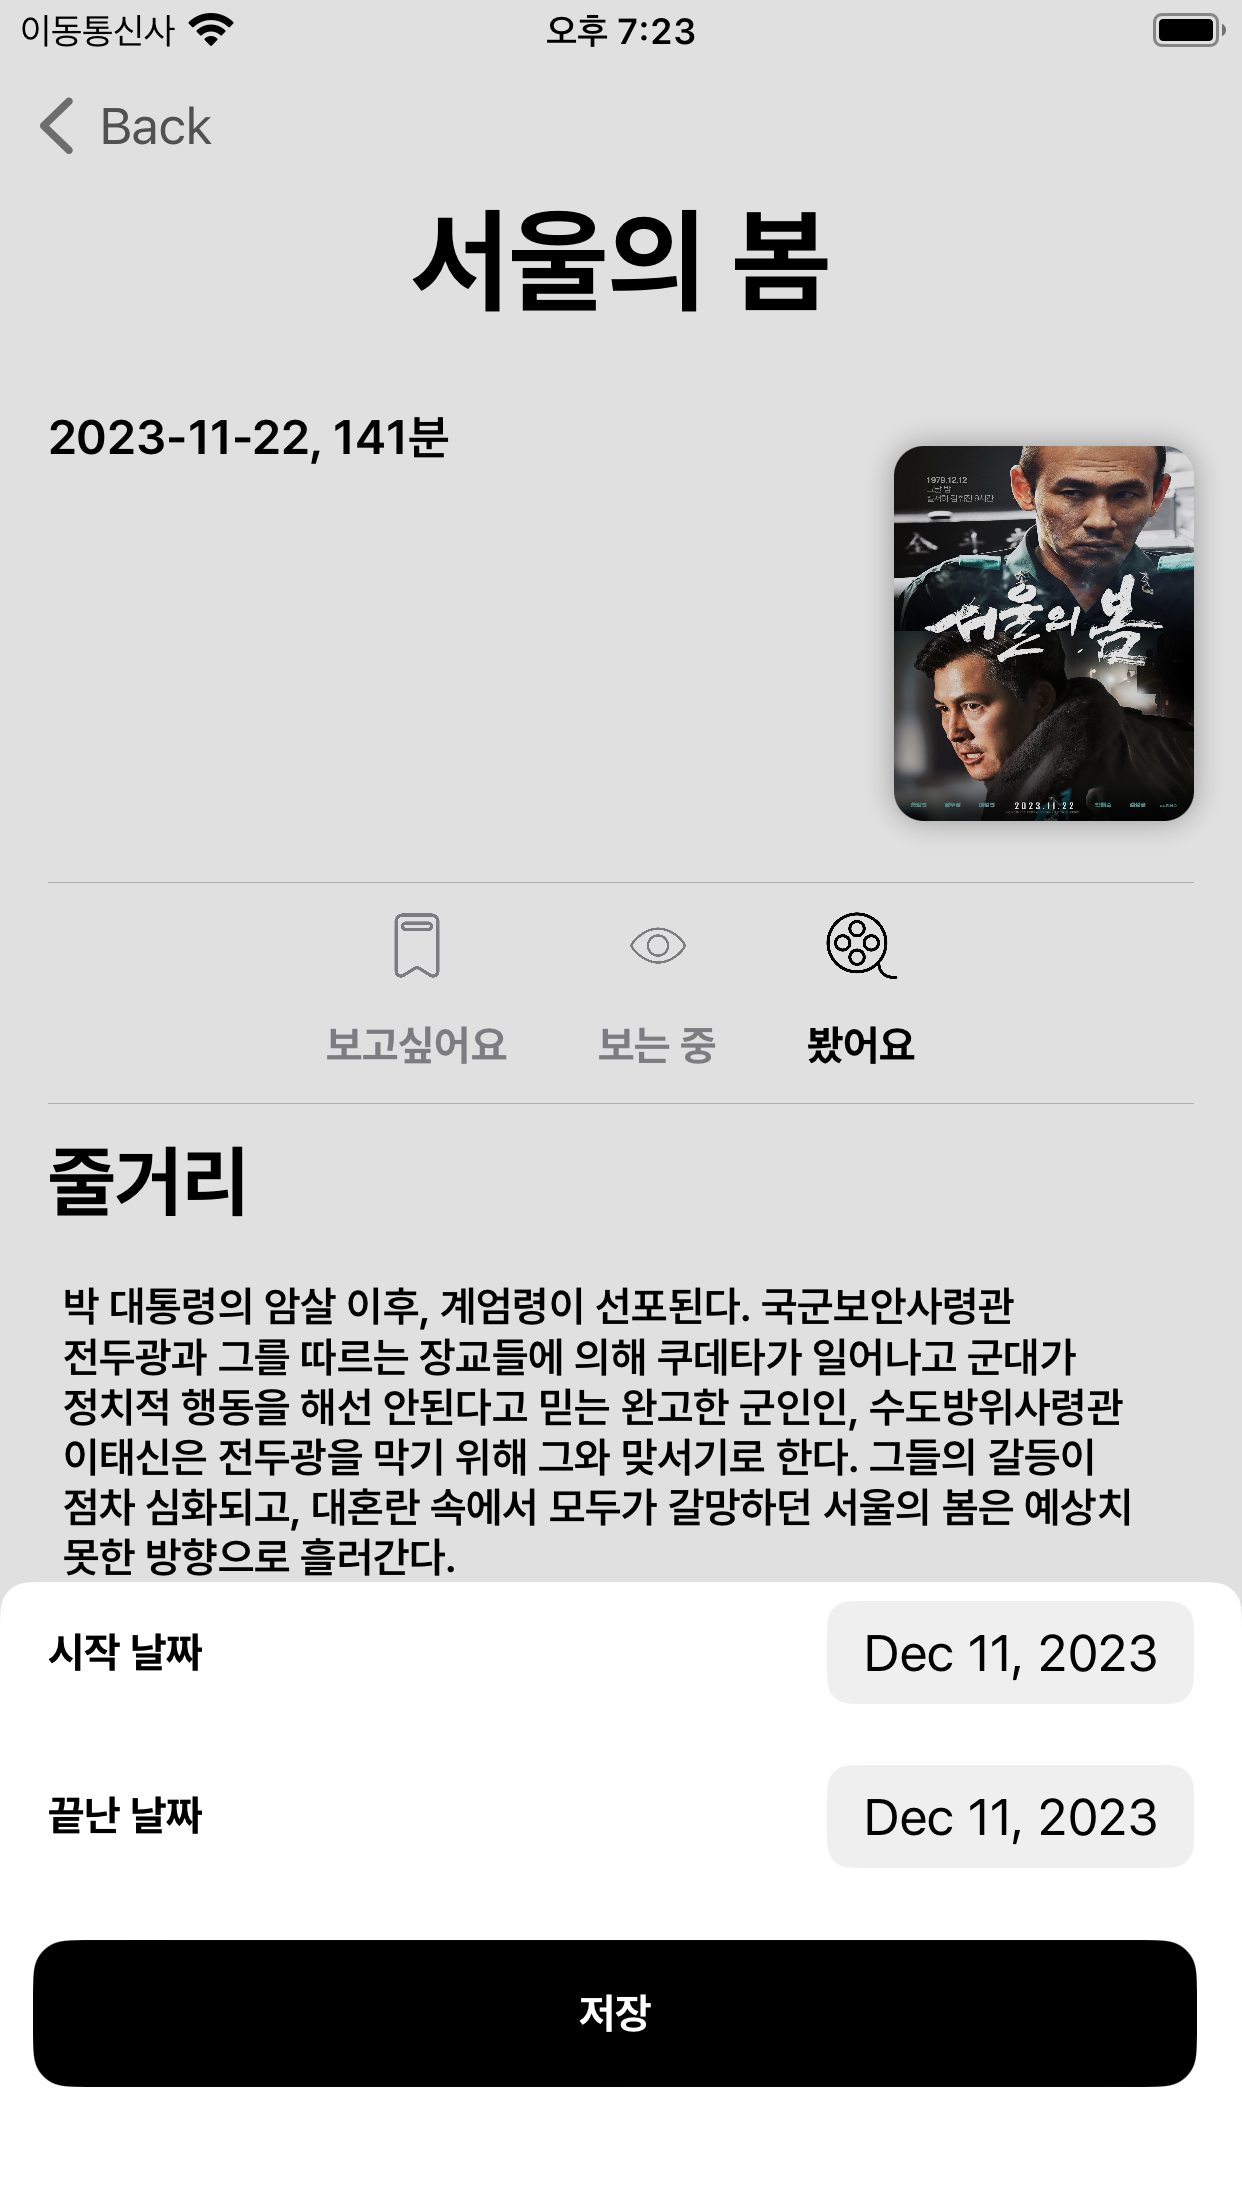 이동통신사 오후 7:23
Back
서울의 봄
2023-11-22, 141분
1979.12.12
서울의 봄
2023.11.22
보고싶어요 보는 중 봤어요
줄거리
박 대통령의 암살 이후, 계엄령이 선포된다. 국군보안사령관
전두광과 그를 따르는 장교들에 의해 쿠데타가 일어나고 군대가
정치적 행동을 해선 안된다고 믿는 완고한 군인인, 수도방위사령관
이태신은 전두광을 막기 위해 그와 맞서기로 한다. 그들의 갈등이
점차 심화되고, 대혼란 속에서 모두가 갈망하던 서울의 봄은 예상치
못한 방향으로 흘러간다.
시작 날짜 Dec 11, 2023
끝난 날짜 Dec 11, 2023
저장